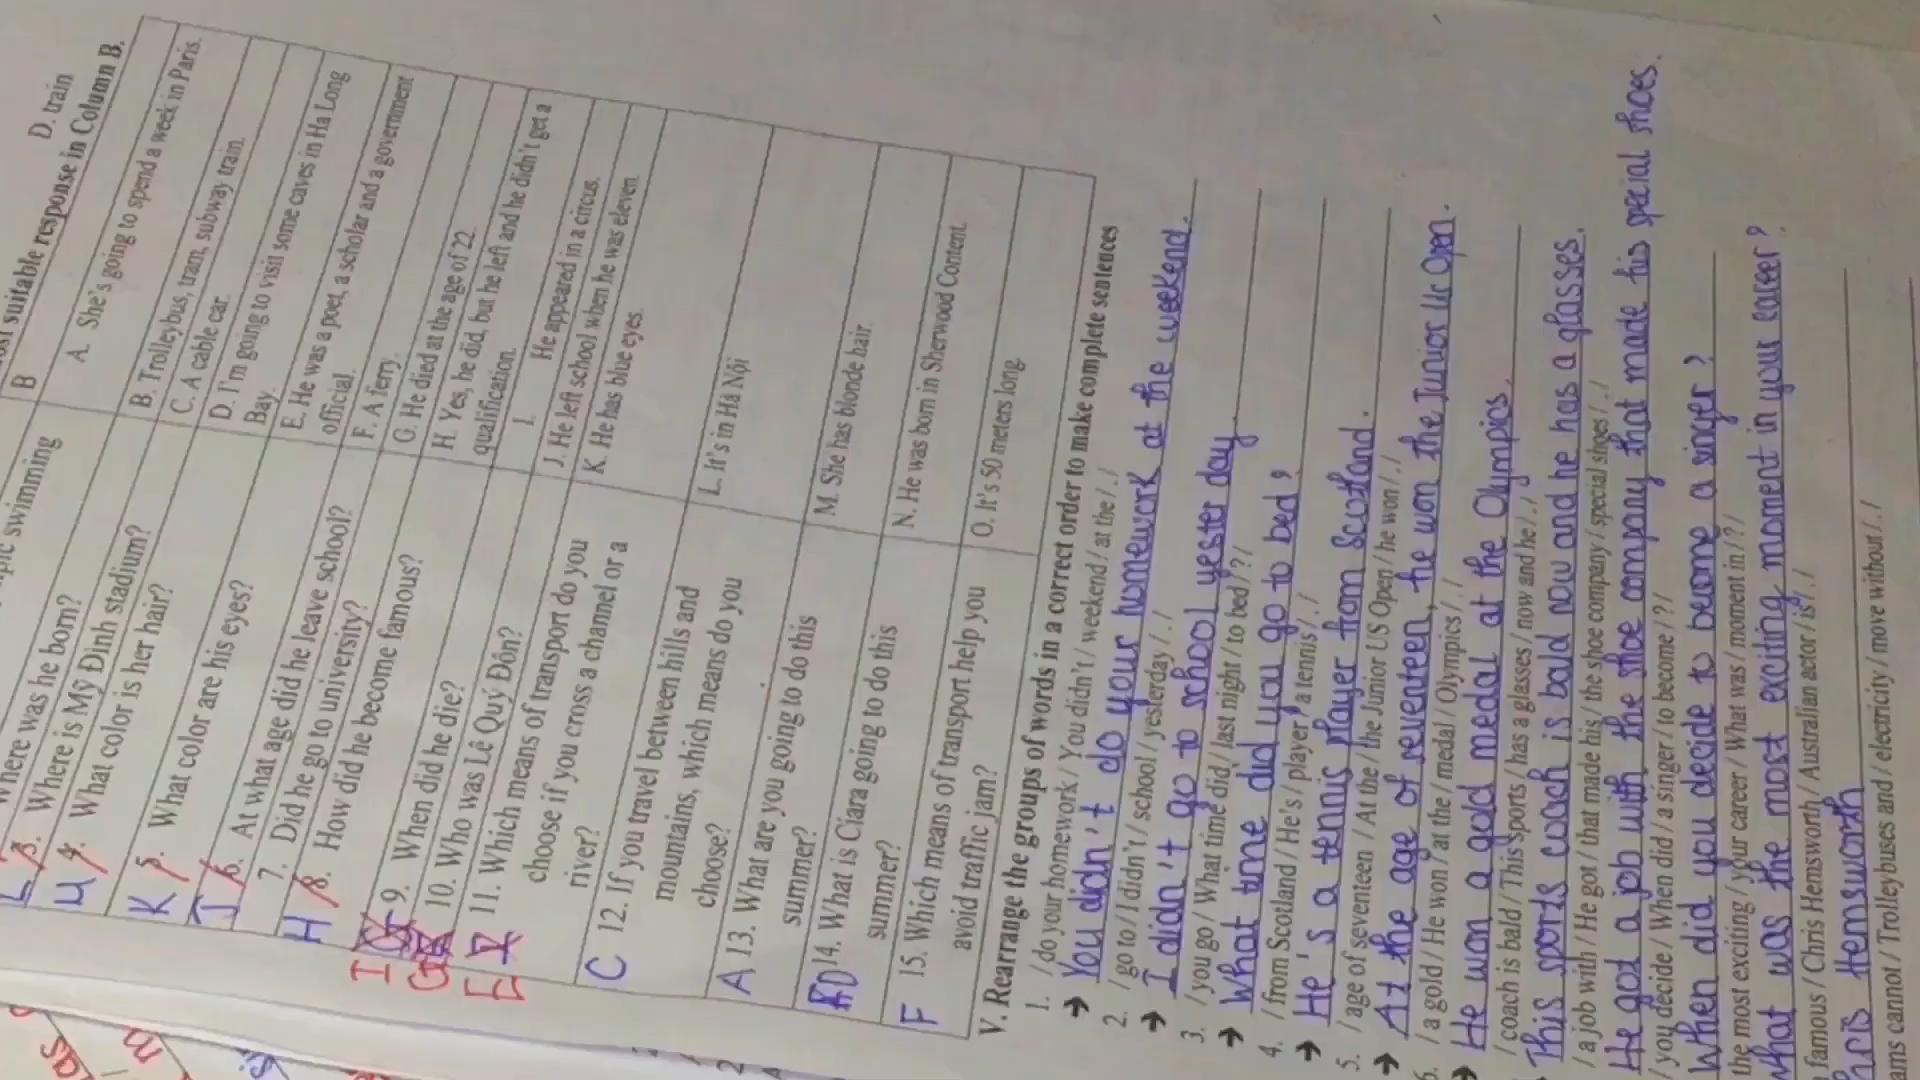 D. train
suitable response in Column B.
B
swimming
A. She's going to spend a week in Paris.
Where was he born?
B. Trolleybus, tram, subway train.
L 3. Where is Mỹ Đình stadium?
C. A cable car.
4. What color is her hair?
D. I'm going to visit some caves in Ha Long
Bay.
K 5. What color are his eyes?
E. He was a poet, a scholar and a government
official.
J 6. At what age did he leave school?
F. A ferry.
7. Did he go to university?
G. He died at the age of 22.
H 8. How did he become famous?
H. Yes, he did, but he left and he didn't get a
qualification.
I 9. When did he die?
I. He appeared in a circus.
G 10. Who was Lê Quý Đôn?
J. He left school when he was eleven.
E 11. Which means of transport do you
choose if you cross a channel or a
river?
K. He has blue eyes.
C 12. If you travel between hills and
mountains, which means do you
choose?
L. It's in Hà Nội
A 13. What are you going to do this
summer?
M. She has blonde hair.
D 14. What is Ciara going to do this
summer?
N. He was born in Sherwood Content.
F 15. Which means of transport help you
avoid traffic jam?
O. It's 50 meters long
V. Rearrange the groups of words in a correct order to make complete sentences
1. / do your homework / You didn't / weekend / at the / . /
→ You didn't do your homework at the weekend.
2. / go to / I didn't / school / yesterday / . /
→ I didn't go to school yester day
3. / you go / What time did / last night / to bed / ? /
→ What time did you go to bed ?
4. / from Scotland / He's / player / a tennis / . /
→ He's a tennis player from Scotland.
5. / age of seventeen / At the / the Junior US Open / he won / . /
→ At the age of seventeen, he won the Junior US Open.
6. / a gold / He won / at the / medal / Olympics / . /
→ He won a gold medal at the Olympics.
/ coach is bald / This sports / has a glasses / now and he / . /
This sports coach is bald now and he has a glasses.
/ a job with / He got / that made his / the shoe company / special shoes / . /
He got a job with the shoe company that made his special shoes.
/ you decide / When did / a singer / to become / ? /
When did you decide to become a singer ?
the most exciting / your career / What was / moment in / ? /
What was the most exciting moment in your career ?
famous / Chris Hemsworth / Australian actor / is / . /
hris Hemsworth
ams cannot / Trolleybuses and / electricity / move without / . /